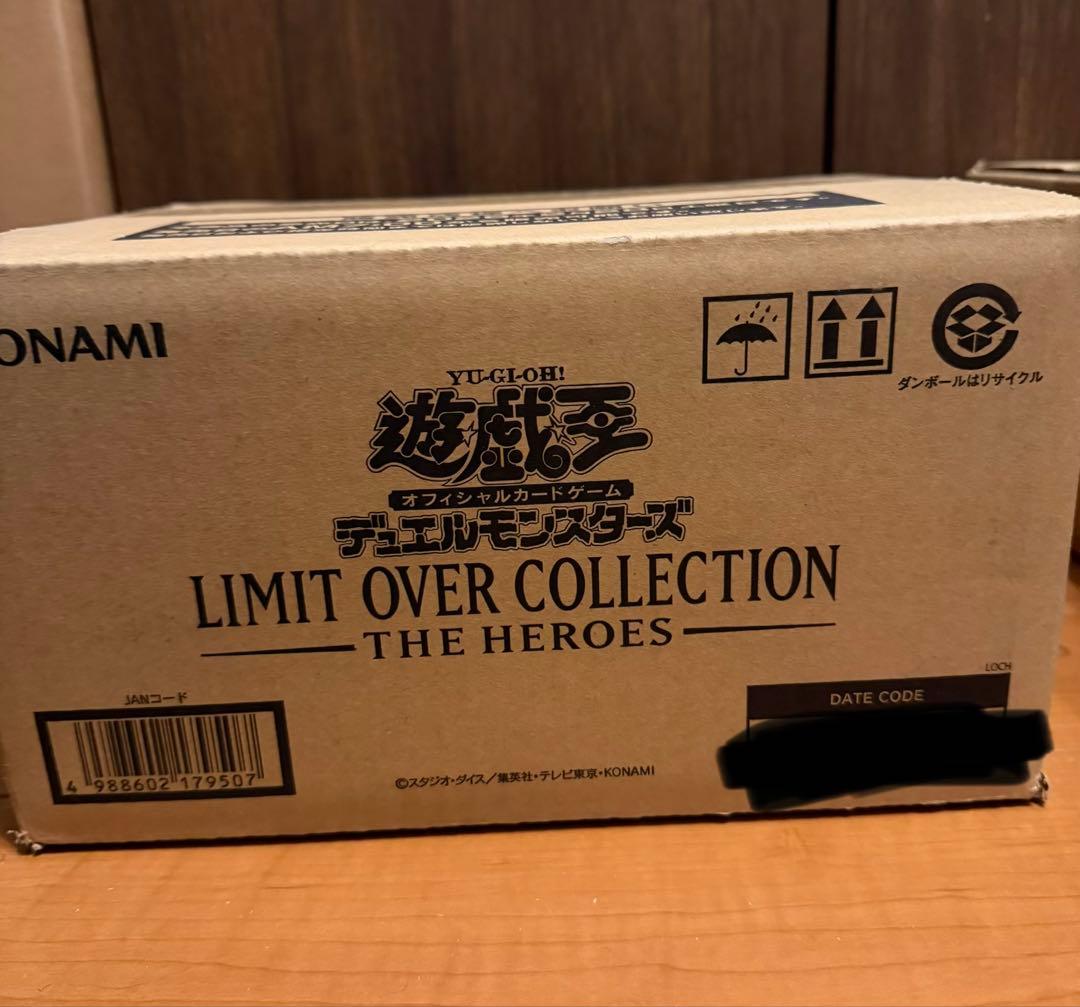 ONAMI
ダンボールはリサイクル
YU-GI-OH!
遊戯王
オフィシャルカードゲーム
デュエルモンスターズ
LIMIT OVER COLLECTION
THE HEROES
LOCH
JANコード
DATE CODE
4 988602 179507
©スタジオ・ダイス/集英社・テレビ東京・KONAMI